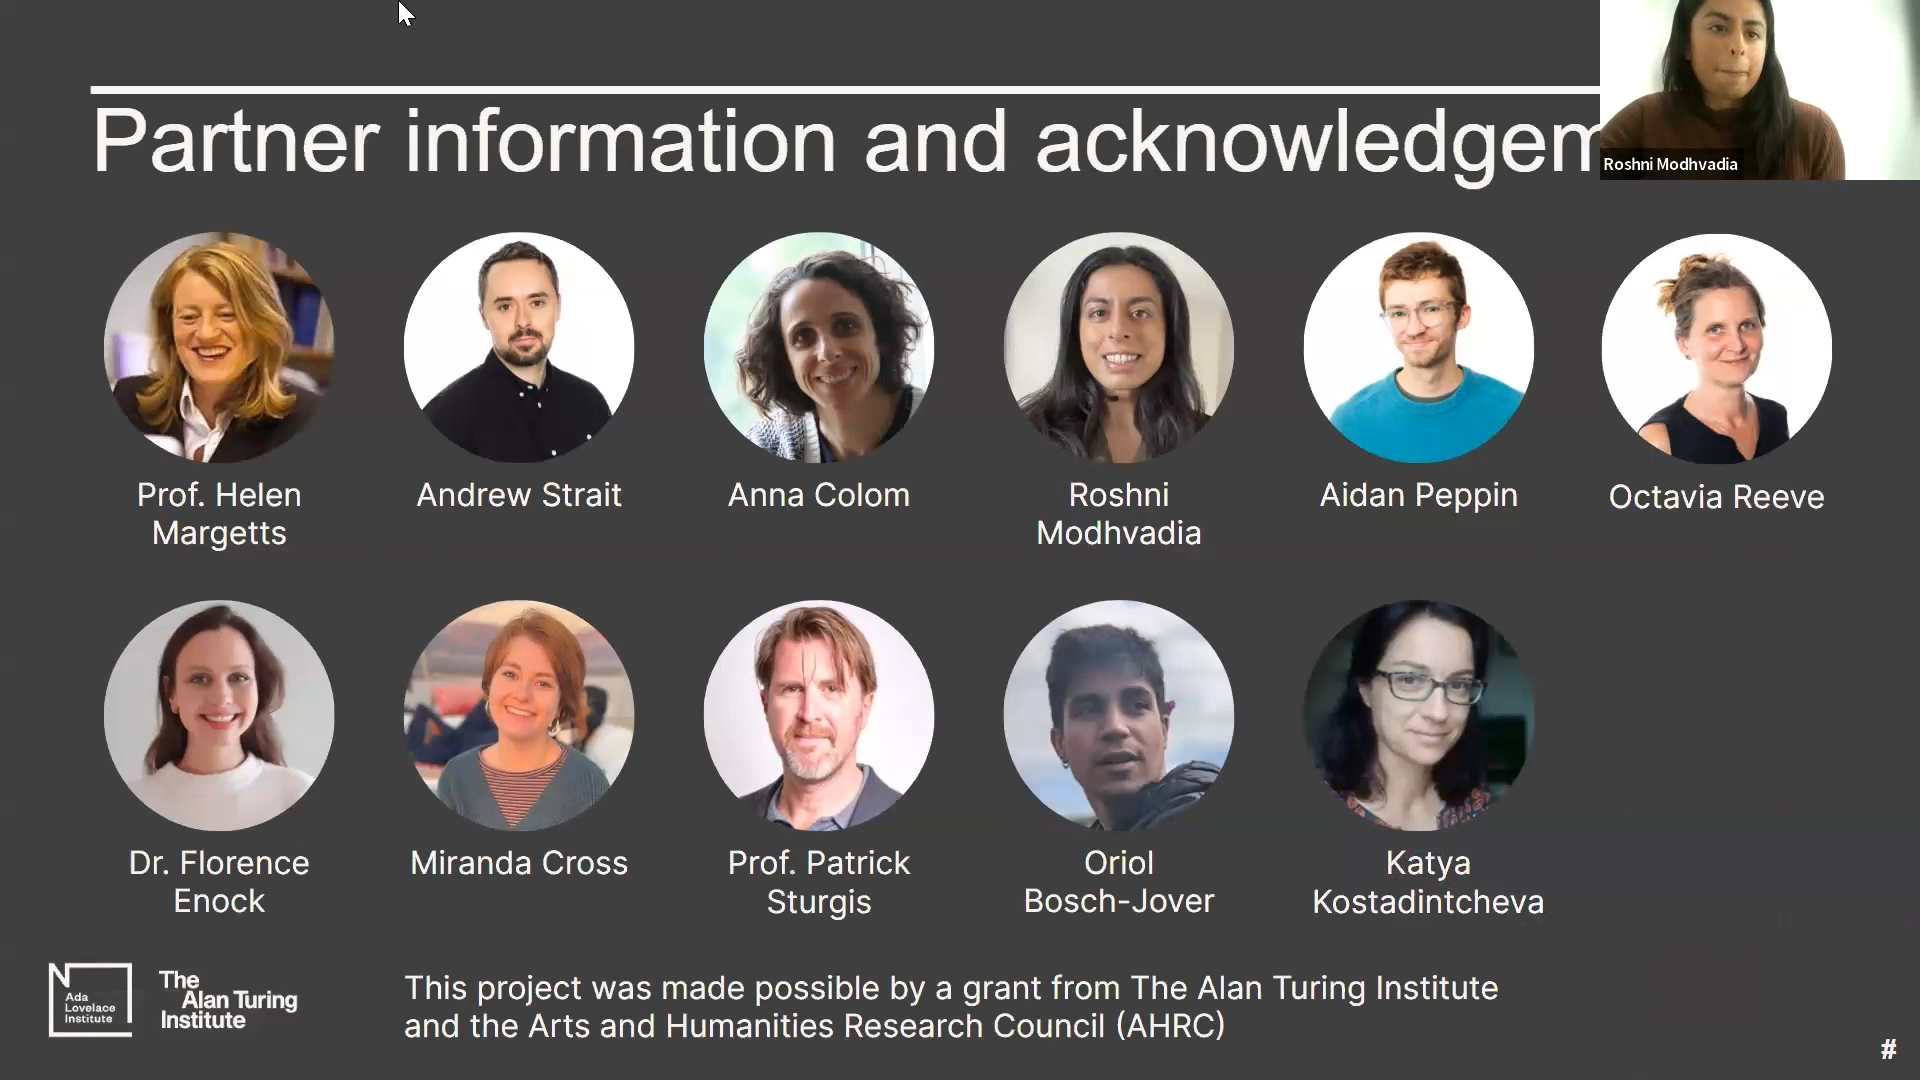 Partner information and acknowledgem
Roshni Modhvadia
Prof. Helen
Margetts
Andrew Strait
Anna Colom
Roshni
Modhvadia
Aidan Peppin
Octavia Reeve
Dr. Florence
Enock
Miranda Cross
Prof. Patrick
Sturgis
Oriol
Bosch-Jover
Katya
Kostadintcheva
Ada
Lovelace
Institute
The
Alan Turing
Institute
This project was made possible by a grant from The Alan Turing Institute
and the Arts and Humanities Research Council (AHRC)
#